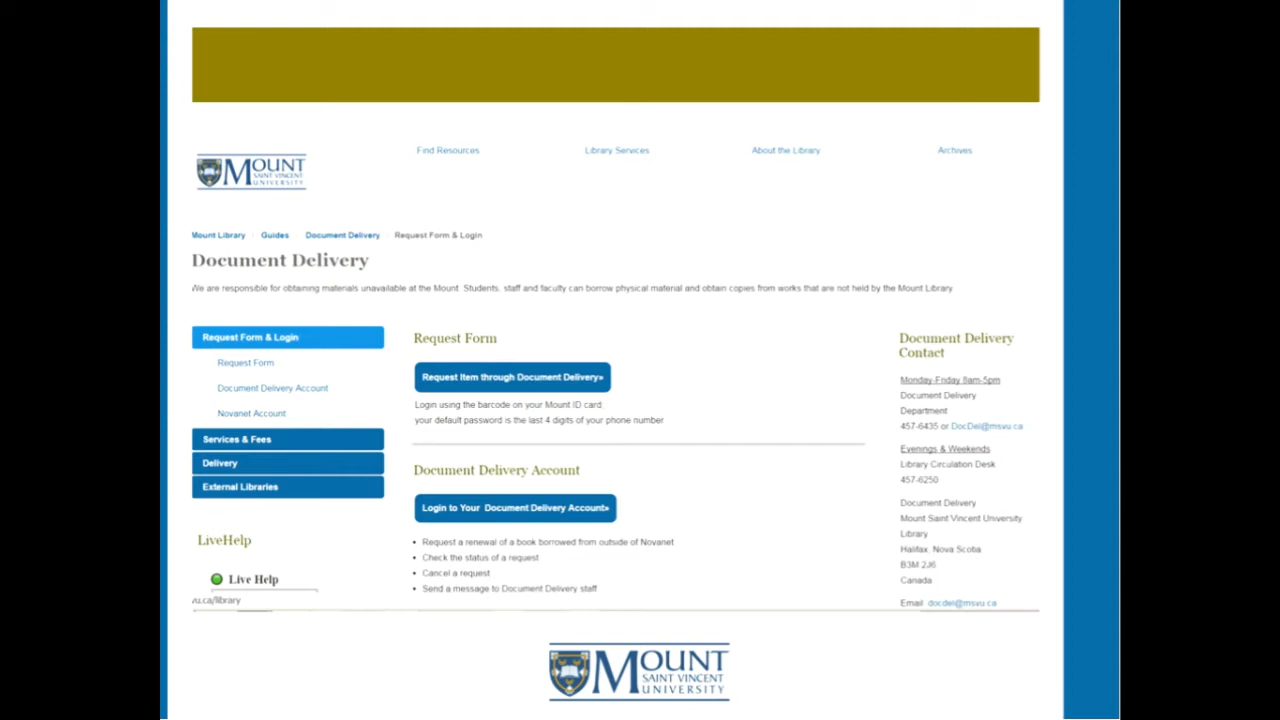 Find Resources
Library Services
About the Library
Archives
MOUNT
SAINT VINCENT
UNIVERSITY
Mount Library
Guides
Document Delivery
Request Form & Login
Document Delivery
We are responsible for obtaining materials unavailable at the Mount. Students, staff and faculty can borrow physical material and obtain copies from works that are not held by the Mount Library.
Request Form & Login
Request Form
Document Delivery Account
Novanet Account
Services & Fees
Delivery
External Libraries
LiveHelp
Live Help
vu.ca/library
Request Form
Request Item through Document Delivery»
Login using the barcode on your Mount ID card,
your default password is the last 4 digits of your phone number
Document Delivery Account
Login to Your Document Delivery Account»
• Request a renewal of a book borrowed from outside of Novanet
• Check the status of a request
• Cancel a request
• Send a message to Document Delivery staff
Document Delivery
Contact
Monday-Friday 8am-5pm
Document Delivery
Department
457-6435 or DocDel@msvu.ca
Evenings & Weekends
Library Circulation Desk
457-6250
Document Delivery
Mount Saint Vincent University
Library
Halifax, Nova Scotia
B3M 2J6
Canada
Email docdel@msvu.ca
MOUNT
SAINT VINCENT
UNIVERSITY